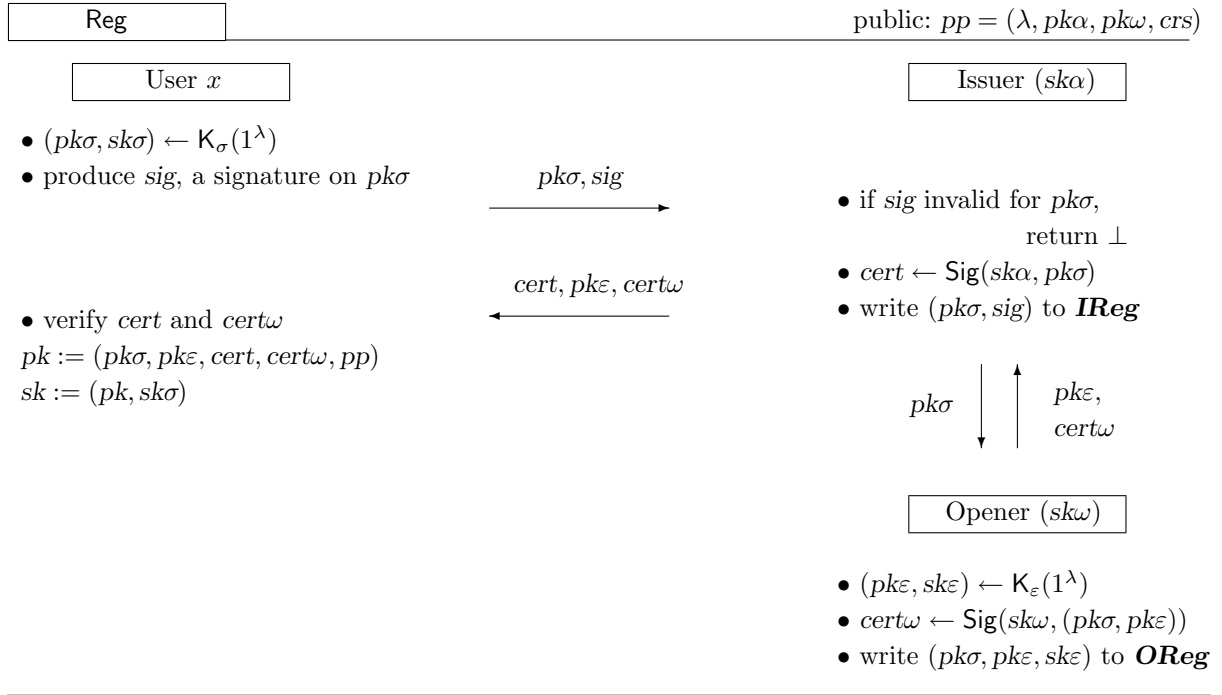 Reg
public: pp = (λ, pkα, pkω, crs)
User x
Issuer (skα)
• (pkσ, skσ) ← K_σ(1^λ)
• produce sig, a signature on pkσ
pkσ, sig
• if sig invalid for pkσ,
return ⊥
• cert ← Sig(skα, pkσ)
• write (pkσ, sig) to IReg
cert, pkε, certω
• verify cert and certω
pk := (pkσ, pkε, cert, certω, pp)
sk := (pk, skσ)
pkσ
pkε,
certω
Opener (skω)
• (pkε, skε) ← K_ε(1^λ)
• certω ← Sig(skω, (pkσ, pkε))
• write (pkσ, pkε, skε) to OReg